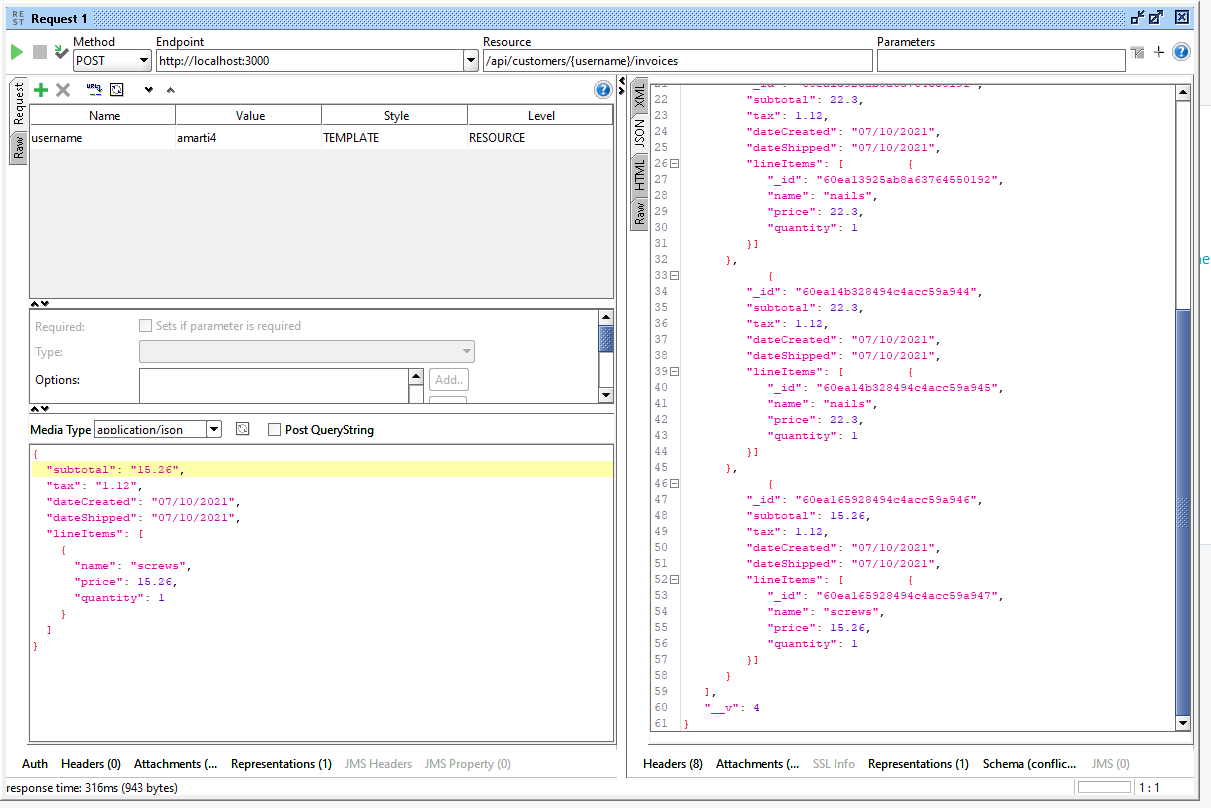 RE
ST
Request 1
Method
Endpoint
Resource
Parameters
POST
http://localhost:3000
/api/customers/{username}/invoices
Request
Raw
Name Value Style Level
username amarti4 TEMPLATE RESOURCE
Required: Sets if parameter is required
Type:
Options: Add..
Media Type application/json Post QueryString
{
"subtotal": "15.26",
"tax": "1.12",
"dateCreated": "07/10/2021",
"dateShipped": "07/10/2021",
"lineItems": [
{
"name": "screws",
"price": 15.26,
"quantity": 1
}
]
}
Auth Headers (0) Attachments (... Representations (1) JMS Headers JMS Property (0)
XML
JSON
HTML
Raw
22 "subtotal": 22.3,
23 "tax": 1.12,
24 "dateCreated": "07/10/2021",
25 "dateShipped": "07/10/2021",
26 "lineItems": [ {
27 "_id": "60ea13925ab8a63764550192",
28 "name": "nails",
29 "price": 22.3,
30 "quantity": 1
31 }]
32 },
33 {
34 "_id": "60ea14b328494c4acc59a944",
35 "subtotal": 22.3,
36 "tax": 1.12,
37 "dateCreated": "07/10/2021",
38 "dateShipped": "07/10/2021",
39 "lineItems": [ {
40 "_id": "60ea14b328494c4acc59a945",
41 "name": "nails",
42 "price": 22.3,
43 "quantity": 1
44 }]
45 },
46 {
47 "_id": "60ea165928494c4acc59a946",
48 "subtotal": 15.26,
49 "tax": 1.12,
50 "dateCreated": "07/10/2021",
51 "dateShipped": "07/10/2021",
52 "lineItems": [ {
53 "_id": "60ea165928494c4acc59a947",
54 "name": "screws",
55 "price": 15.26,
56 "quantity": 1
57 }]
58 }
59 ],
60 "__v": 4
61 }
Headers (8) Attachments (... SSL Info Representations (1) Schema (conflic... JMS (0)
response time: 316ms (943 bytes)
1 : 1